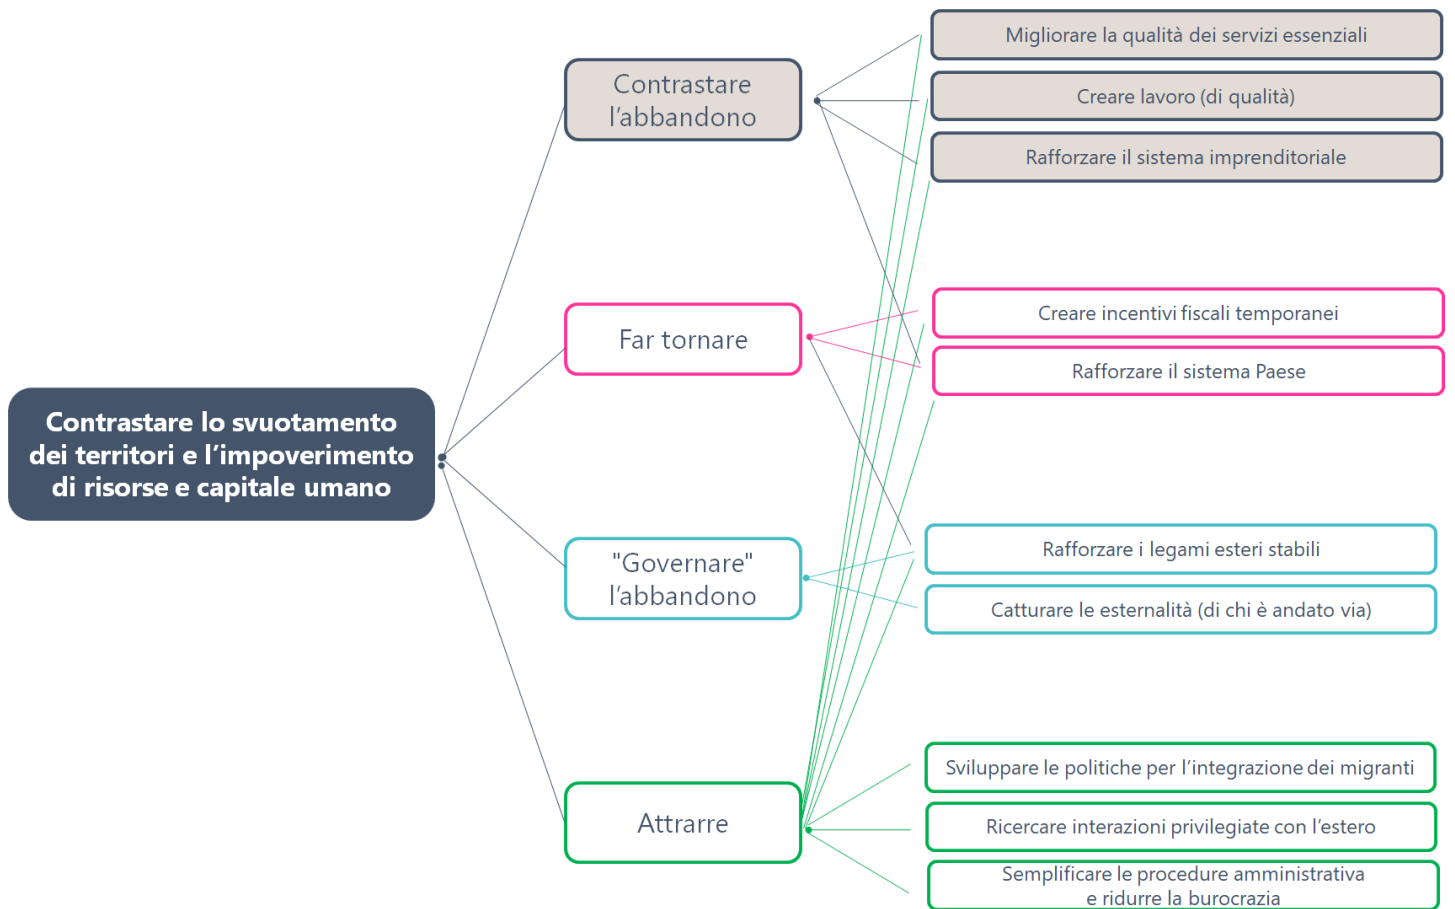 Contrastare lo svuotamento
dei territori e l’impoverimento
di risorse e capitale umano
Contrastare
l’abbandono
Migliorare la qualità dei servizi essenziali
Creare lavoro (di qualità)
Rafforzare il sistema imprenditoriale
Far tornare
Creare incentivi fiscali temporanei
Rafforzare il sistema Paese
"Governare"
l’abbandono
Rafforzare i legami esteri stabili
Catturare le esternalità (di chi è andato via)
Attrarre
Sviluppare le politiche per l’integrazione dei migranti
Ricercare interazioni privilegiate con l’estero
Semplificare le procedure amministrativa
e ridurre la burocrazia